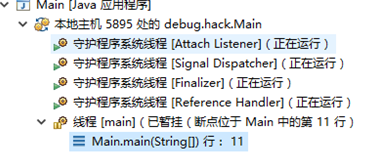 Main [Java 应用程序]
本地主机 5895 处的 debug.hack.Main
守护程序系统线程 [Attach Listener]（正在运行）
守护程序系统线程 [Signal Dispatcher]（正在运行）
守护程序系统线程 [Finalizer]（正在运行）
守护程序系统线程 [Reference Handler]（正在运行）
线程 [main]（已暂挂（断点位于 Main 中的第 11 行）
Main.main(String[]) 行： 11